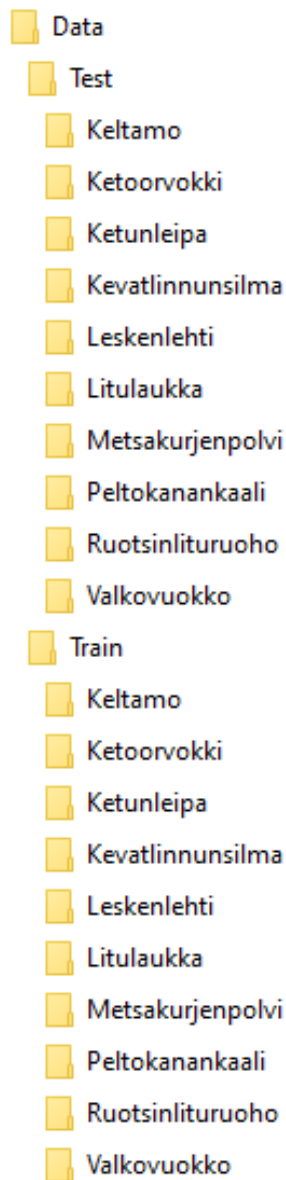 Data
Test
Keltamo
Ketoorvokki
Ketunleipa
Kevatlinnunsilma
Leskenlehti
Litulaukka
Metsakurjenpolvi
Peltokanankaali
Ruotsinlituruoho
Valkovuokko
Train
Keltamo
Ketoorvokki
Ketunleipa
Kevatlinnunsilma
Leskenlehti
Litulaukka
Metsakurjenpolvi
Peltokanankaali
Ruotsinlituruoho
Valkovuokko